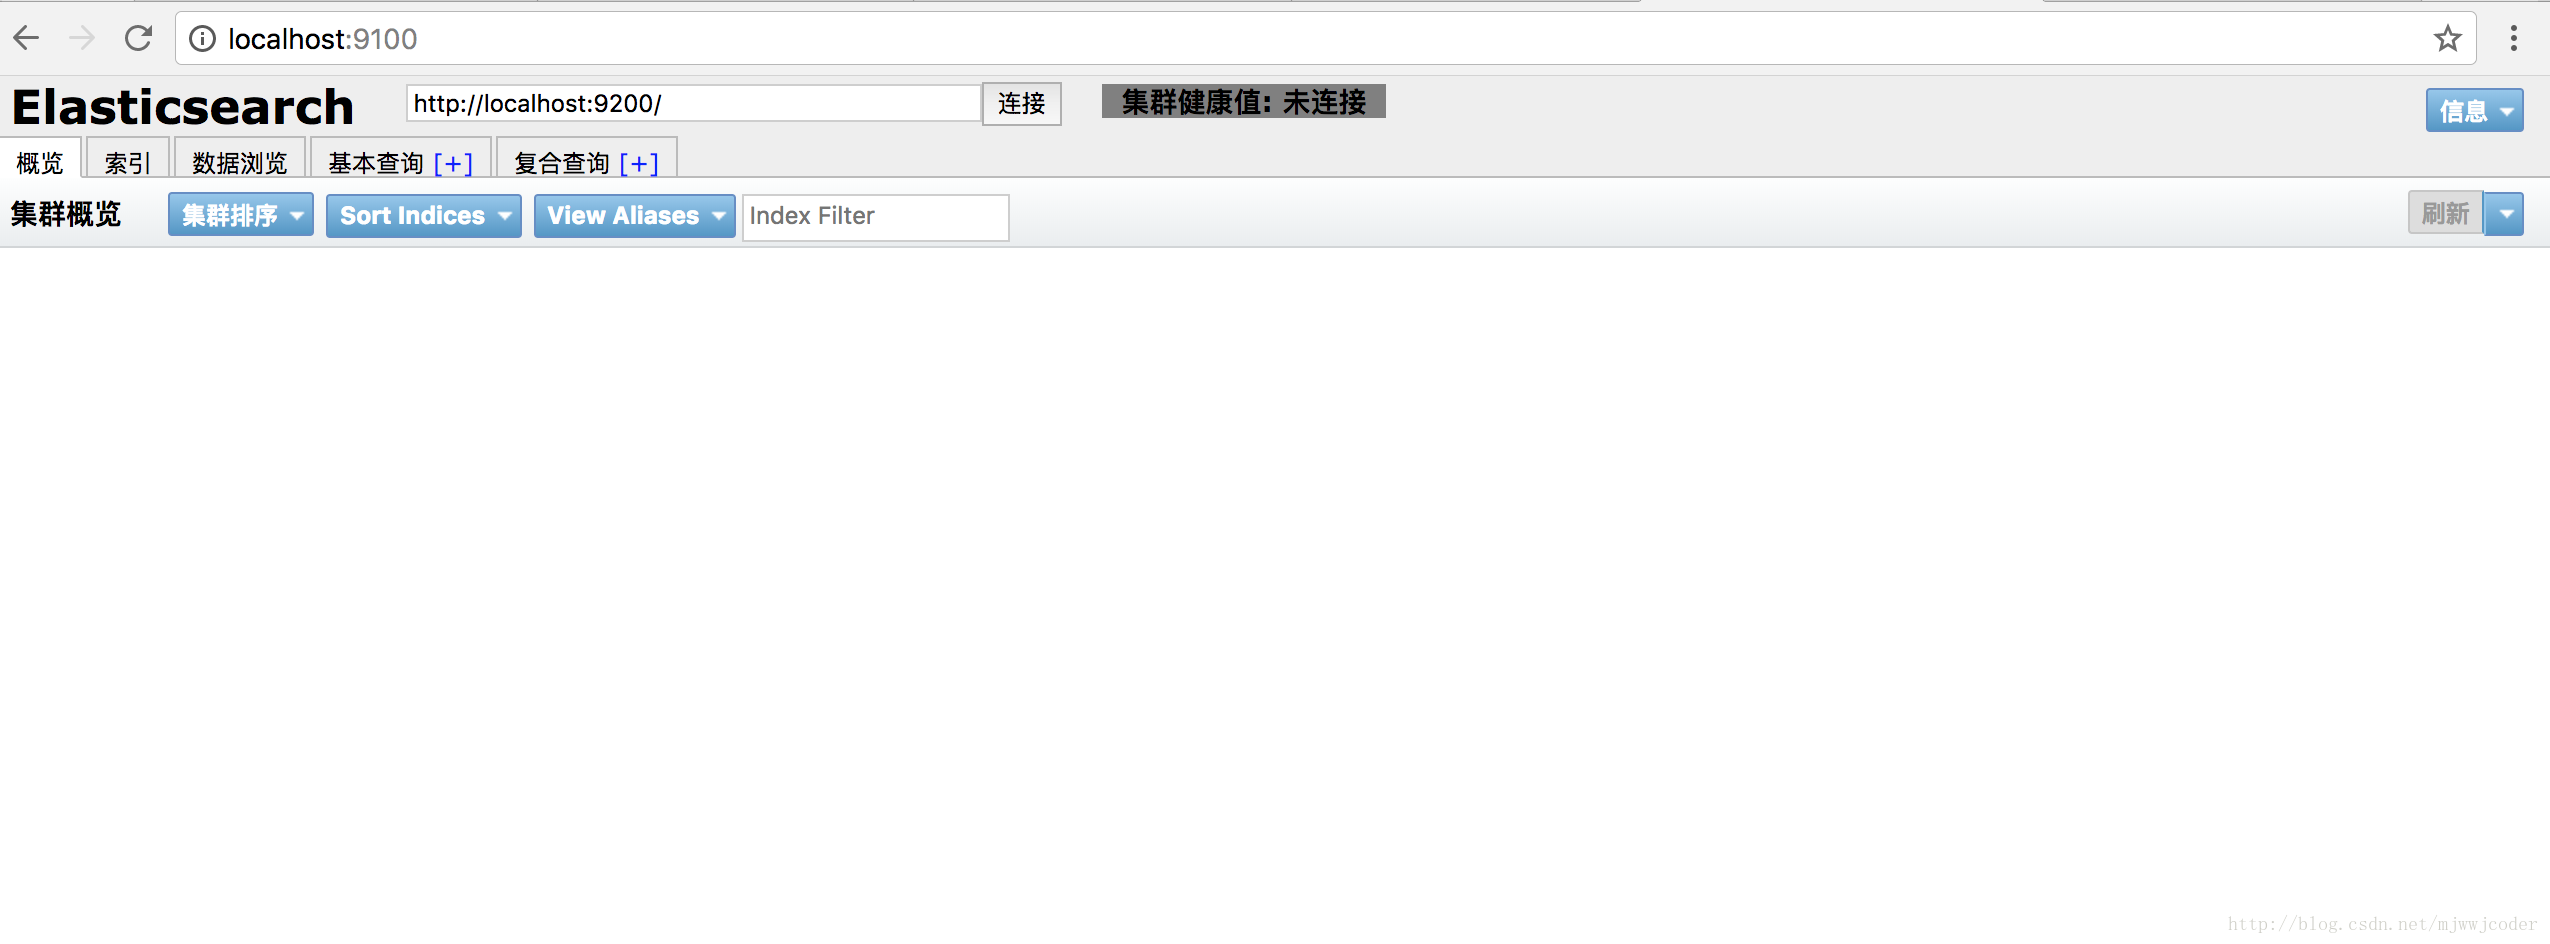 localhost:9100
Elasticsearch http://localhost:9200/ 连接 集群健康值: 未连接 信息
概览 索引 数据浏览 基本查询 [+] 复合查询 [+]
集群概览 集群排序 Sort Indices View Aliases Index Filter 刷新
http://blog.csdn.net/mjwwjcoder